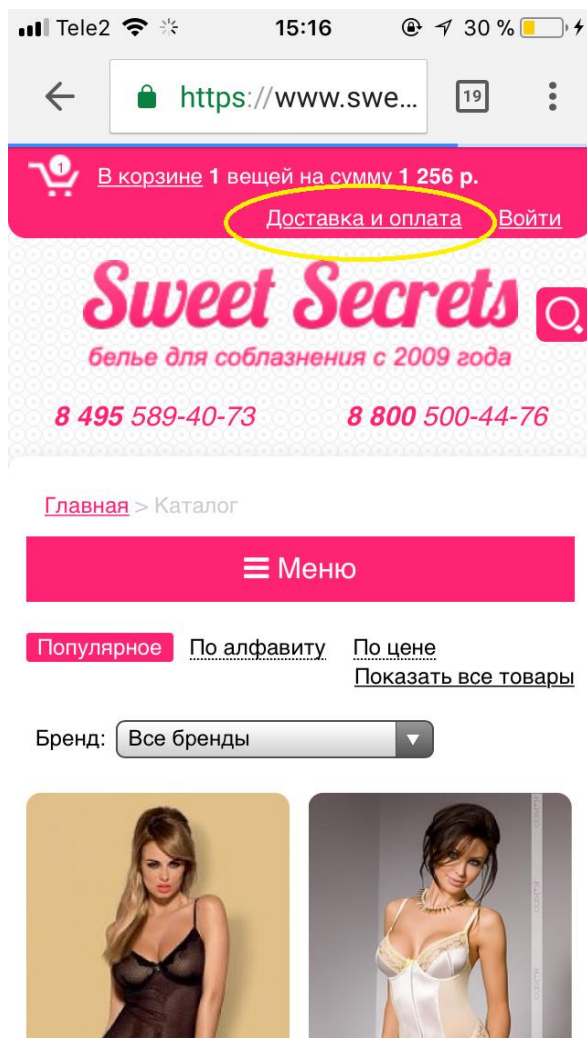 Tele2 15:16 30 %
https://www.swe... 19
1
В корзине 1 вещей на сумму 1 256 р.
Доставка и оплата Войти
Sweet Secrets
белье для соблазнения с 2009 года
8 495 589-40-73 8 800 500-44-76
Главная > Каталог
Меню
Популярное По алфавиту По цене
Показать все товары
Бренд: Все бренды